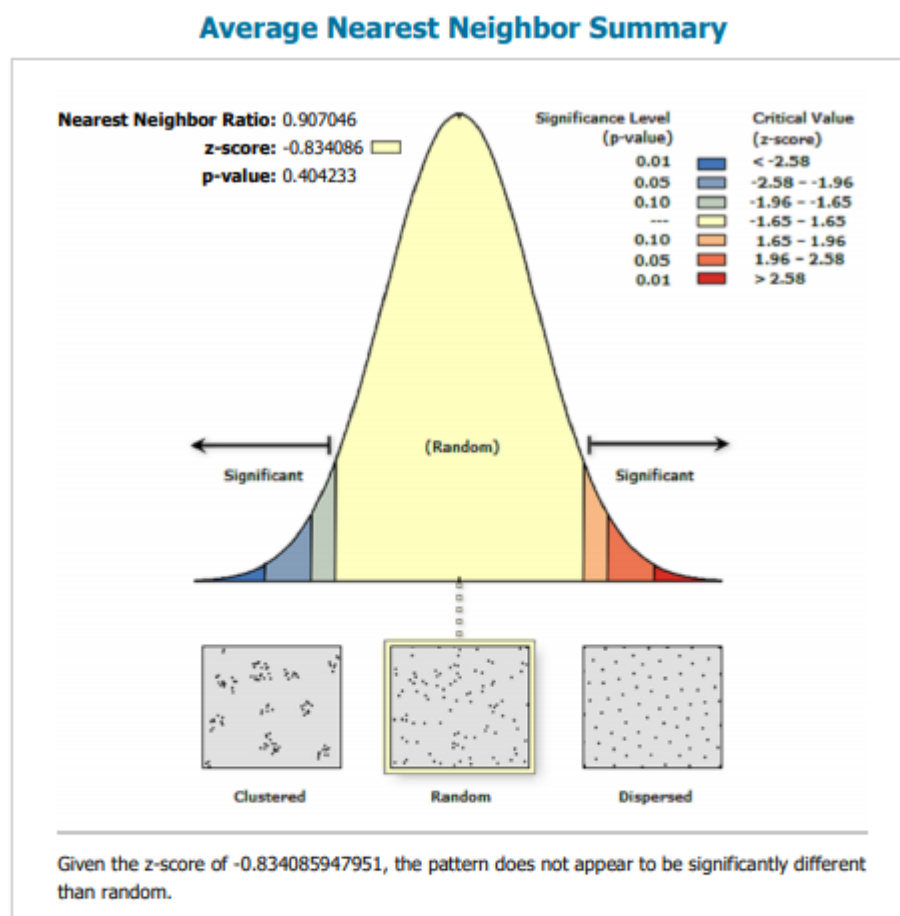 Average Nearest Neighbor Summary
Nearest Neighbor Ratio: 0.907046
z-score: -0.834086
p-value: 0.404233
Significance Level
(p-value)
Critical Value
(z-score)
0.01 < -2.58
0.05 -2.58 - -1.96
0.10 -1.96 - -1.65
--- -1.65 - 1.65
0.10 1.65 - 1.96
0.05 1.96 - 2.58
0.01 > 2.58
(Random)
Significant
Significant
Clustered
Random
Dispersed
Given the z-score of -0.834085947951, the pattern does not appear to be significantly different
than random.